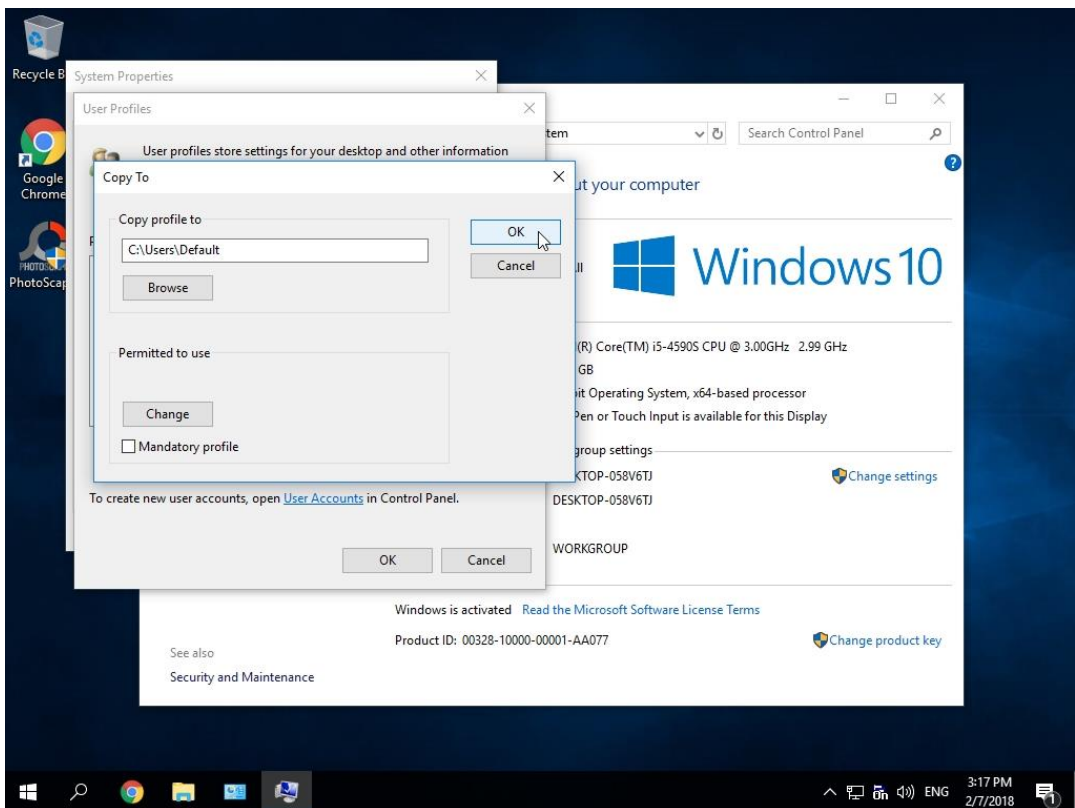 Recycle B
Google
Chrome
PHOTOSCAP
PhotoScap
System Properties
User Profiles
User profiles store settings for your desktop and other information
Copy To
Copy profile to
C:\Users\Default
Browse
OK
Cancel
Permitted to use
Change
Mandatory profile
To create new user accounts, open User Accounts in Control Panel.
OK Cancel
tem
Search Control Panel
?
ut your computer
Windows 10
(R) Core(TM) i5-4590S CPU @ 3.00GHz 2.99 GHz
GB
bit Operating System, x64-based processor
Pen or Touch Input is available for this Display
group settings
KTOP-058V6TJ
Change settings
DESKTOP-058V6TJ
WORKGROUP
Windows is activated Read the Microsoft Software License Terms
Product ID: 00328-10000-00001-AA077
Change product key
See also
Security and Maintenance
ENG
3:17 PM
2/7/2018
1